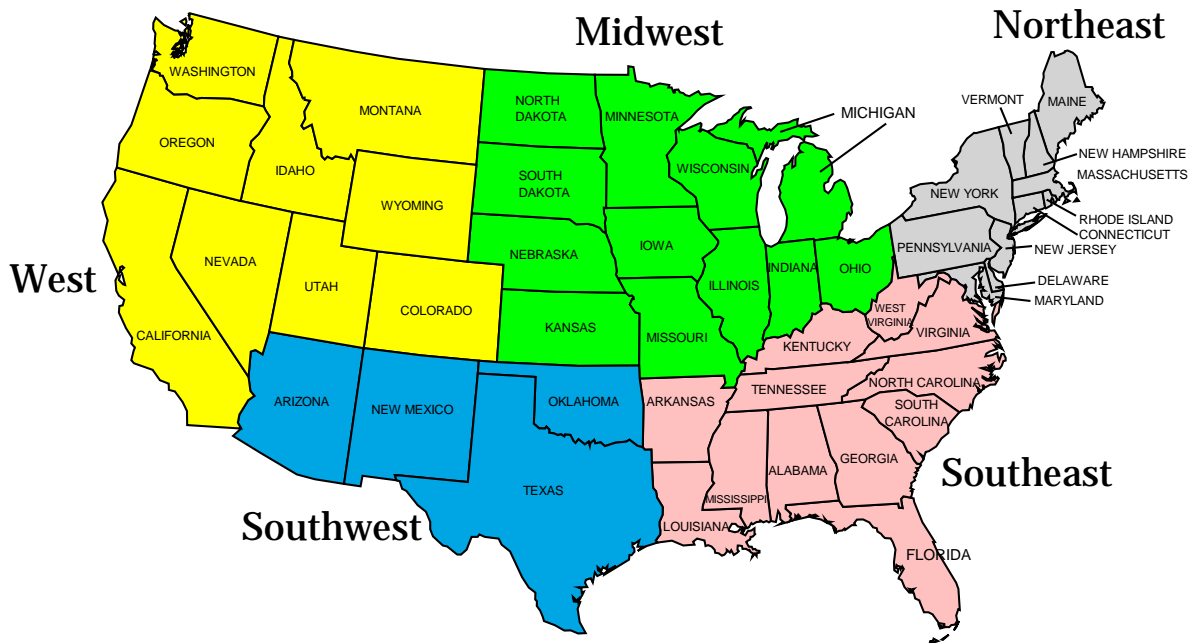 Northeast
Midwest
WASHINGTON
MONTANA
NORTH
DAKOTA
MINNESOTA
MICHIGAN
VERMONT
MAINE
OREGON
IDAHO
WYOMING
SOUTH
DAKOTA
WISCONSIN
NEW HAMPSHIRE
MASSACHUSETTS
NEW YORK
RHODE ISLAND
CONNECTICUT
West
NEVADA
UTAH
COLORADO
NEBRASKA
IOWA
ILLINOIS
INDIANA
OHIO
PENNSYLVANIA
NEW JERSEY
DELAWARE
MARYLAND
CALIFORNIA
KANSAS
MISSOURI
KENTUCKY
WEST
VIRGINIA
VIRGINIA
ARIZONA
NEW MEXICO
OKLAHOMA
ARKANSAS
TENNESSEE
NORTH CAROLINA
SOUTH
CAROLINA
TEXAS
MISSISSIPPI
ALABAMA
GEORGIA
Southeast
Southwest
LOUISIANA
FLORIDA